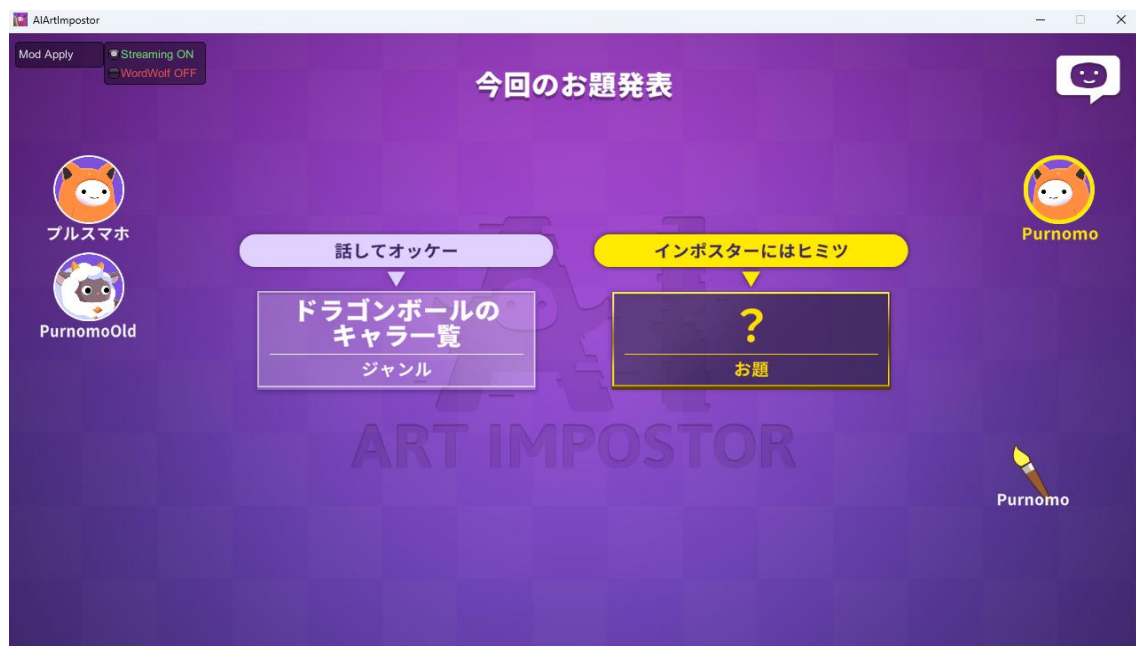 AIArtImpostor
Mod Apply
Streaming ON
WordWolf OFF
今回のお題発表
プルスマホ
PurnomoOld
Purnomo
話してオッケー
ドラゴンボールの
キャラ一覧
ジャンル
インポスターにはヒミツ
?
お題
AI
ART IMPOSTOR
Purnomo